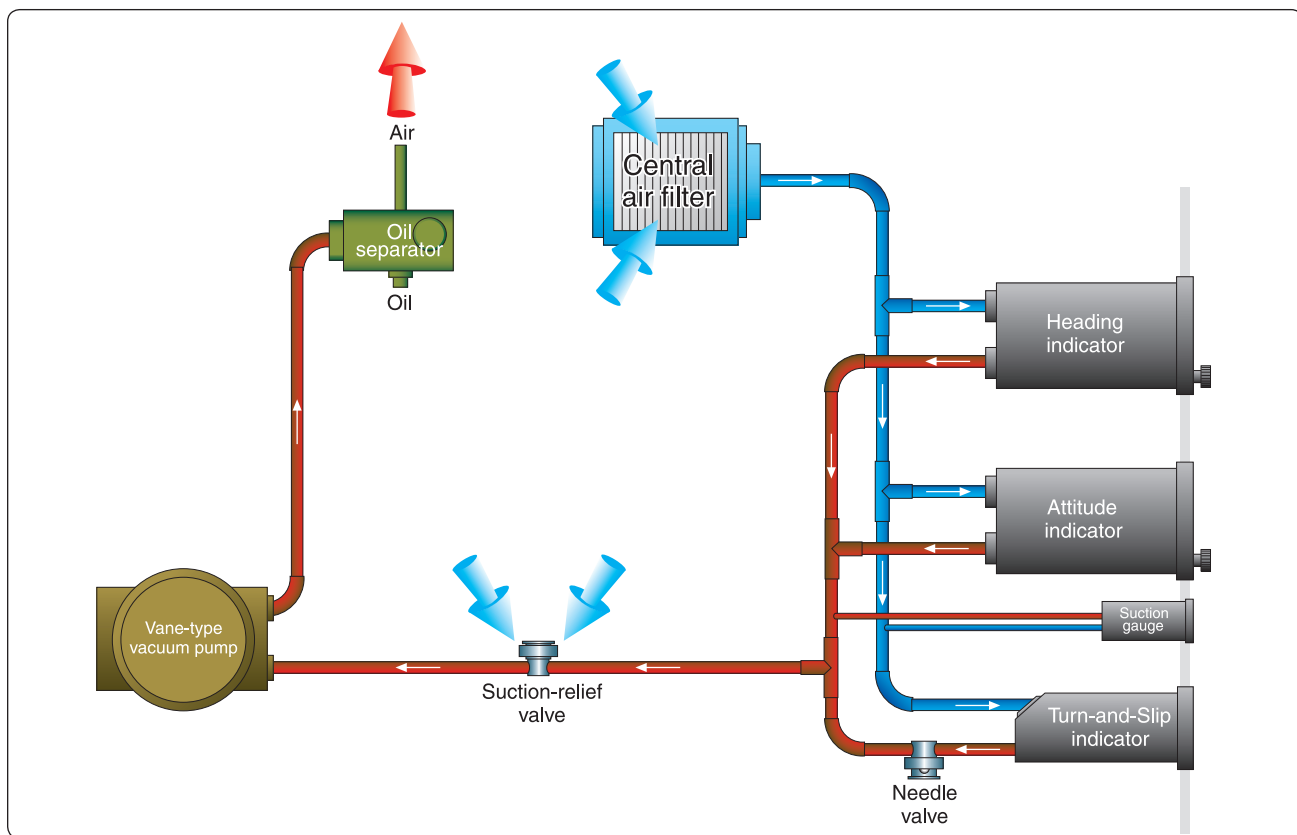 Air
Oil
separator
Oil
Central
air filter
Heading
indicator
Attitude
indicator
Suction
gauge
Vane-type
vacuum pump
Suction-relief
valve
Turn-and-Slip
indicator
Needle
valve